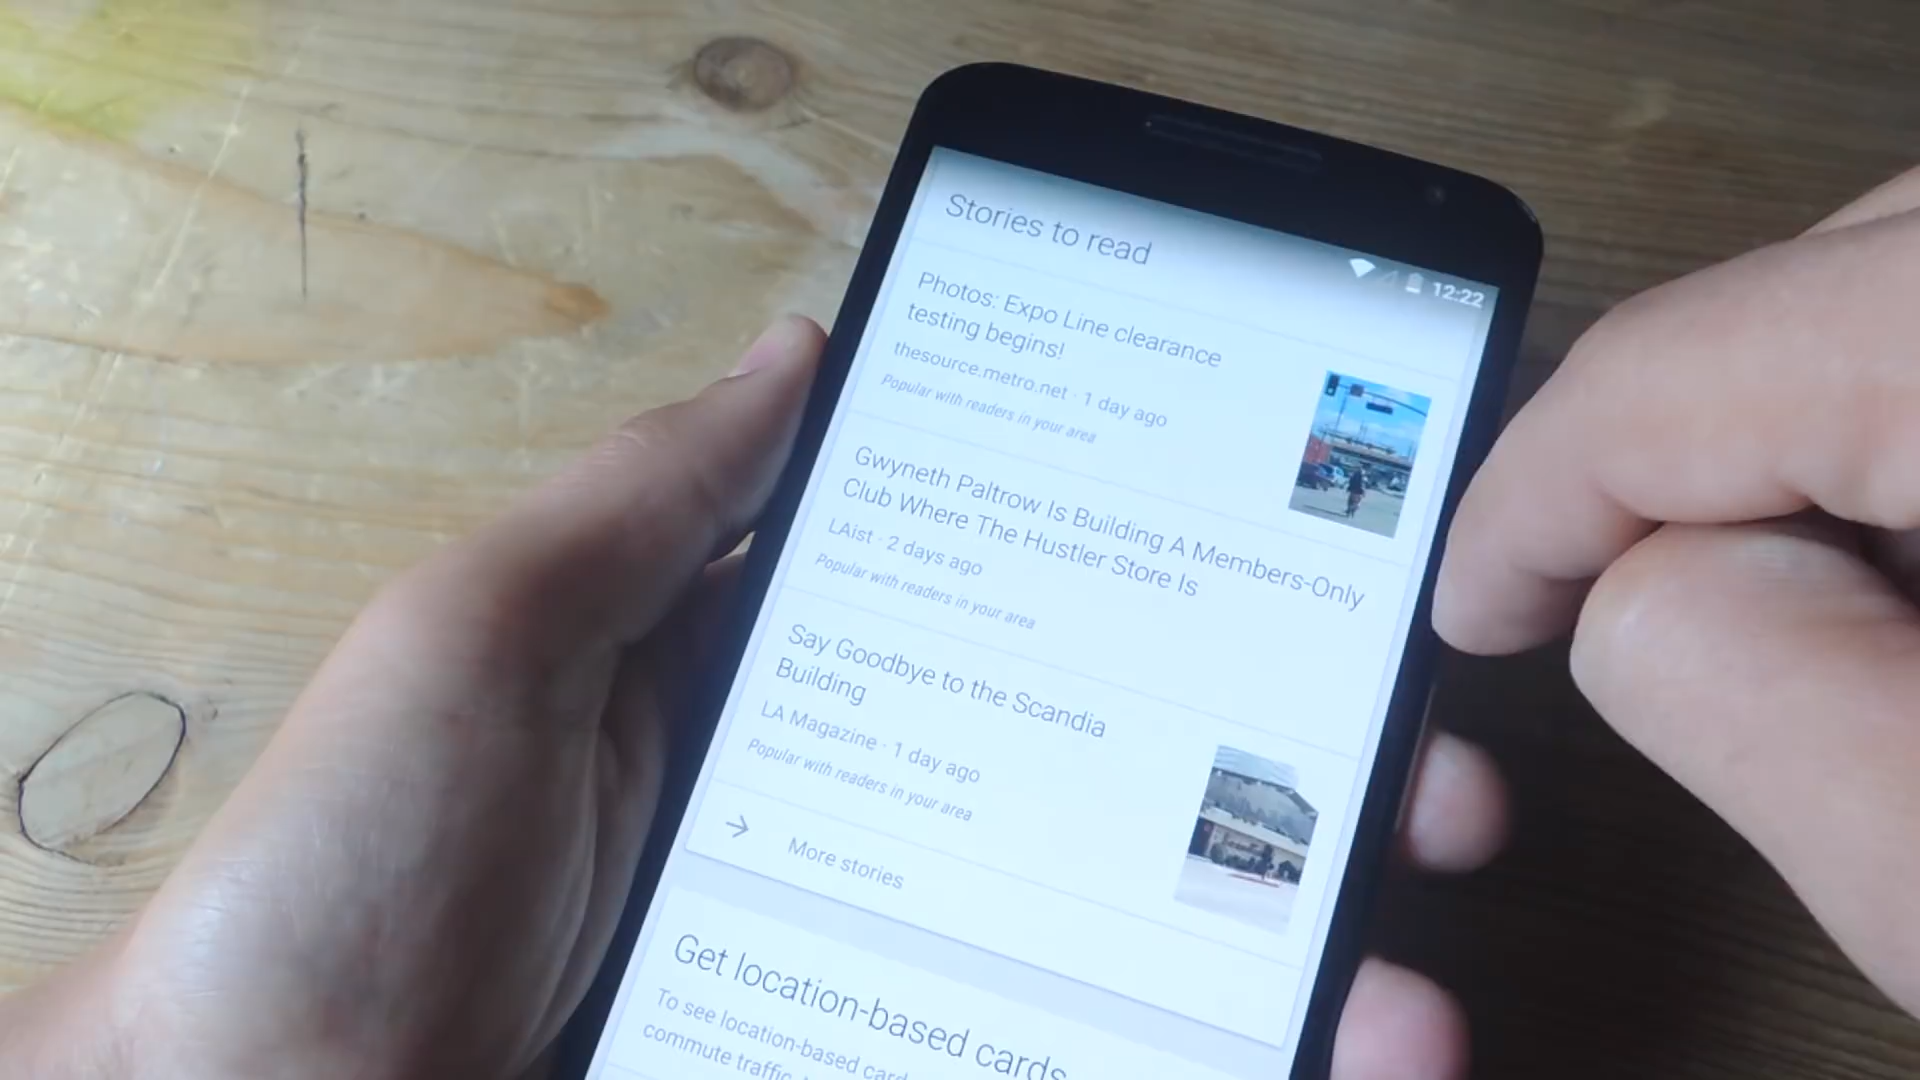 12:22
Stories to read
Photos: Expo Line clearance
testing begins!
thesource.metro.net · 1 day ago
Popular with readers in your area
Gwyneth Paltrow Is Building A Members-Only
Club Where The Hustler Store Is
LAist · 2 days ago
Popular with readers in your area
Say Goodbye to the Scandia
Building
LA Magazine · 1 day ago
Popular with readers in your area
More stories
Get location-based cards
To see location-based
commute traffic,